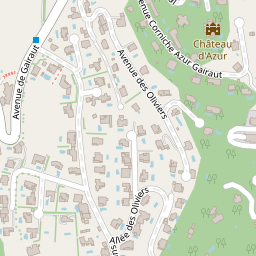 Avenue Corniche Azur Gairaut
Château
d'Azur
Avenue des Oliviers
Avenue de Gairaut
Allée des Oliviers